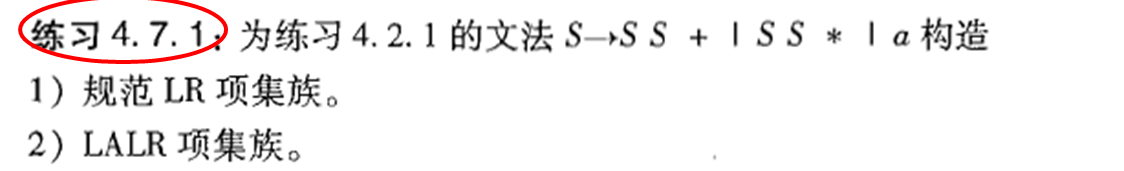 练习 4.7.1：为练习 4.2.1 的文法 S→S S + | S S * | a 构造
1) 规范 LR 项集族。
2) LALR 项集族。